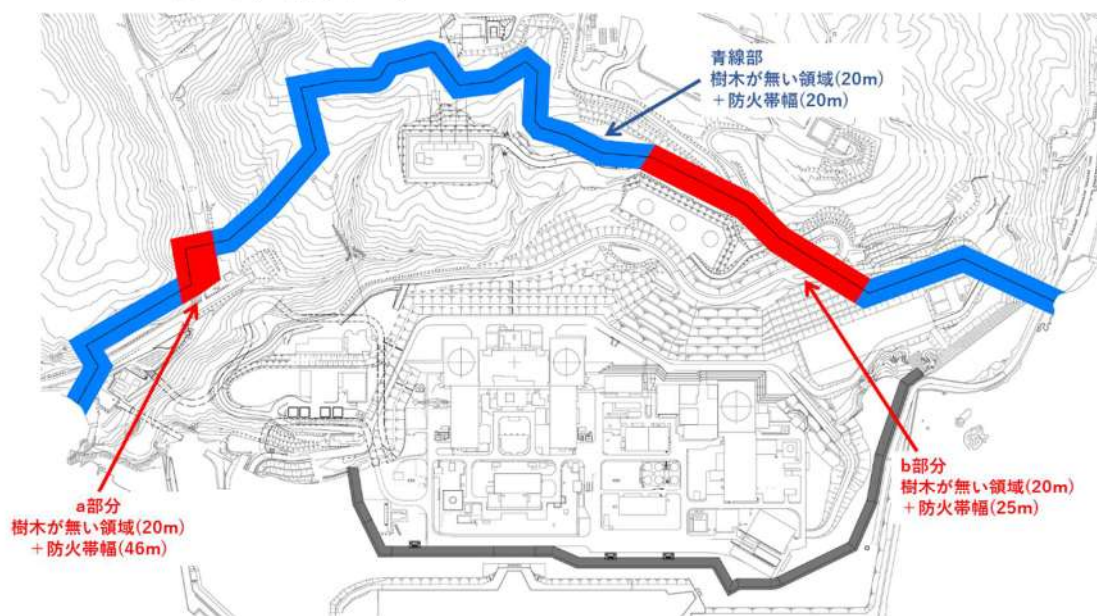 青線部
樹木が無い領域(20m)
＋防火帯幅(20m)
a部分
樹木が無い領域(20m)
＋防火帯幅(46m)
b部分
樹木が無い領域(20m)
＋防火帯幅(25m)